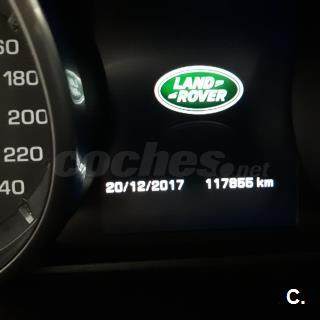 60
180
200
220
40
LAND-
-ROVER
coches.net
20/12/2017 117855 km
C.